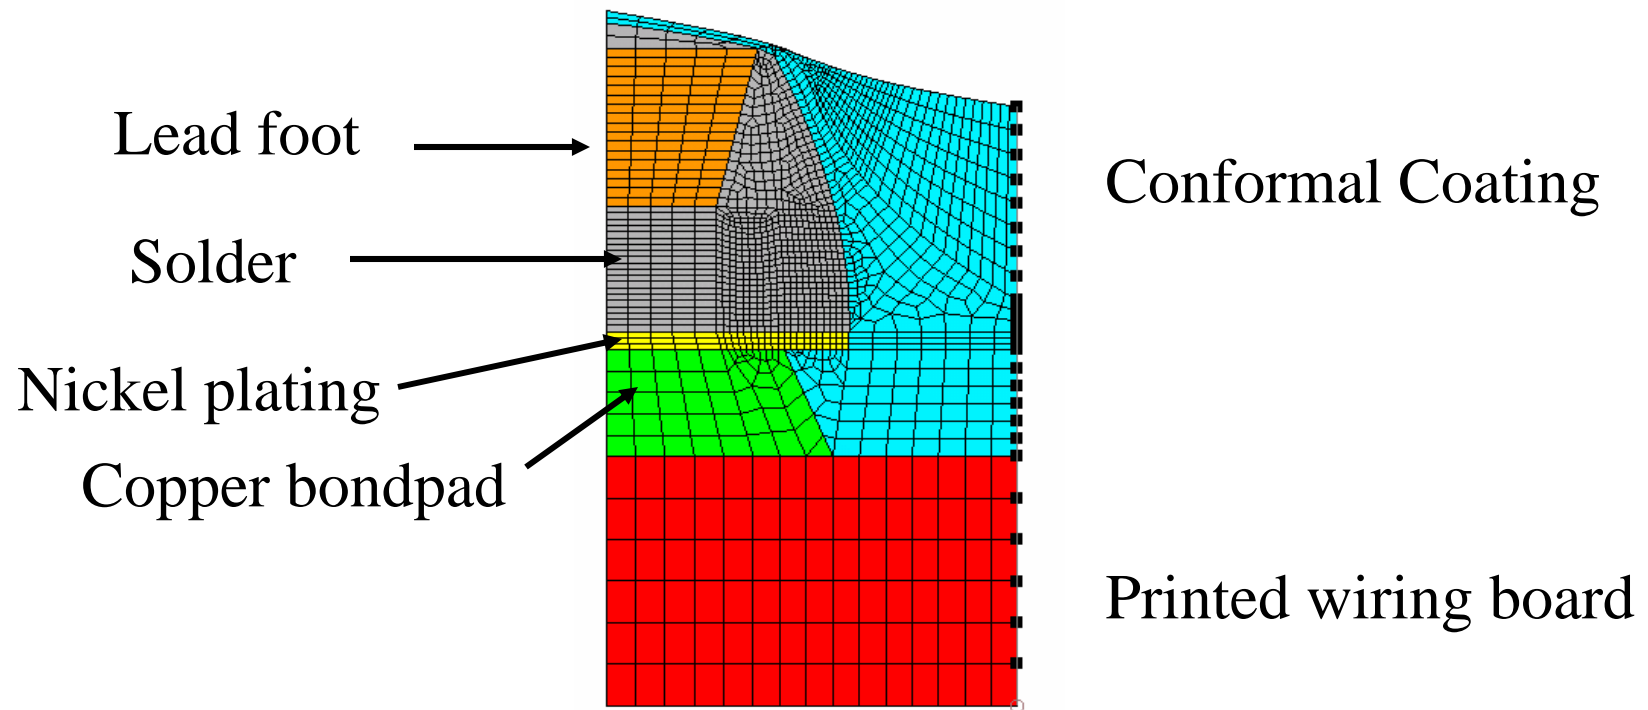 Lead foot
Conformal Coating
Solder
Nickel plating
Copper bondpad
Printed wiring board